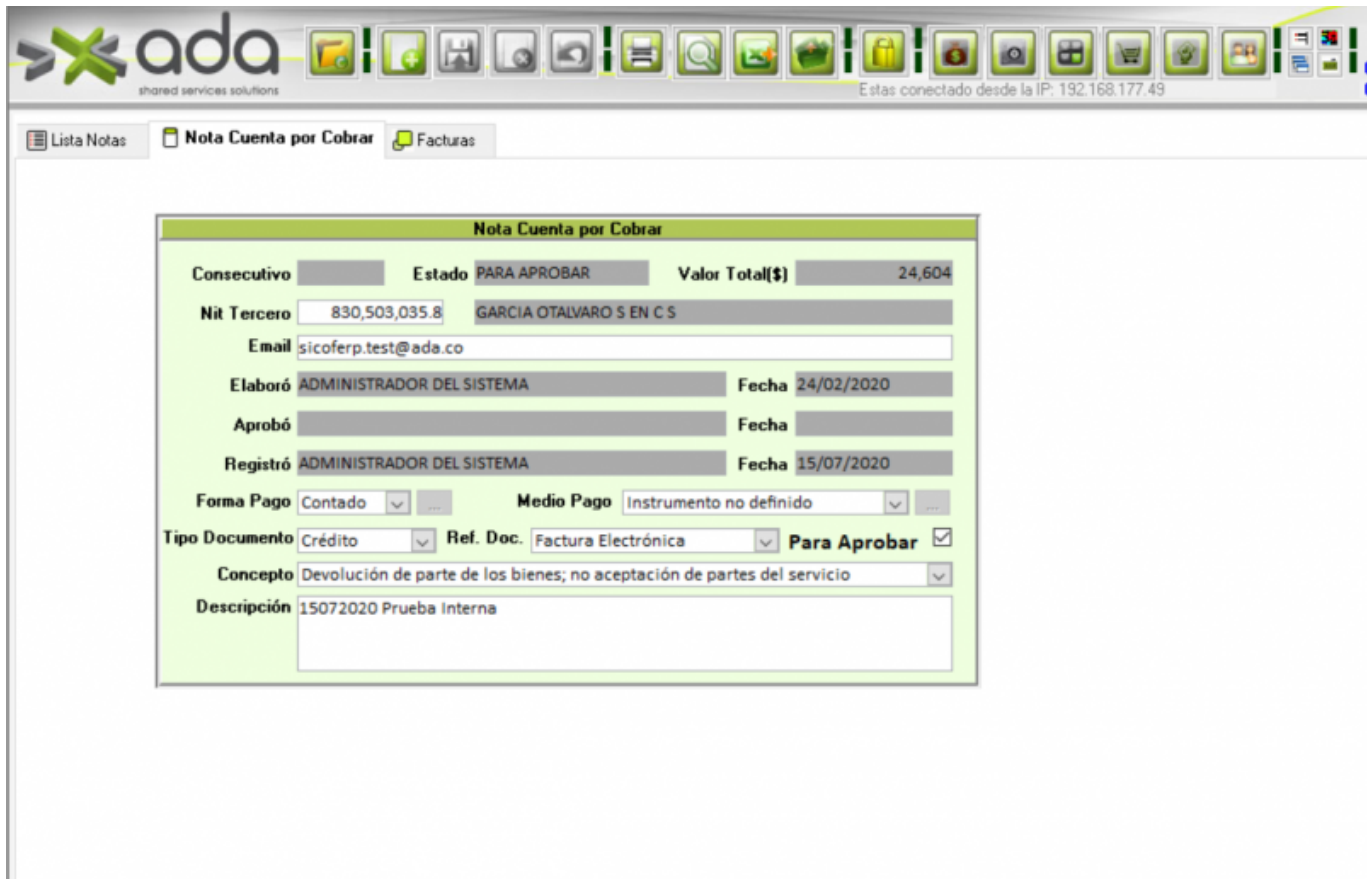 ada
shared services solutions
Estas conectado desde la IP: 192.168.177.49
Lista Notas Nota Cuenta por Cobrar Facturas
Nota Cuenta por Cobrar
Consecutivo Estado PARA APROBAR Valor Total($) 24,604
Nit Tercero 830,503,035.8 GARCIA OTALVARO S EN C S
Email sicoferp.test@ada.co
Elaboró ADMINISTRADOR DEL SISTEMA Fecha 24/02/2020
Aprobó Fecha
Registró ADMINISTRADOR DEL SISTEMA Fecha 15/07/2020
Forma Pago Contado ... Medio Pago Instrumento no definido ...
Tipo Documento Crédito Ref. Doc. Factura Electrónica Para Aprobar
Concepto Devolución de parte de los bienes; no aceptación de partes del servicio
Descripción 15072020 Prueba Interna